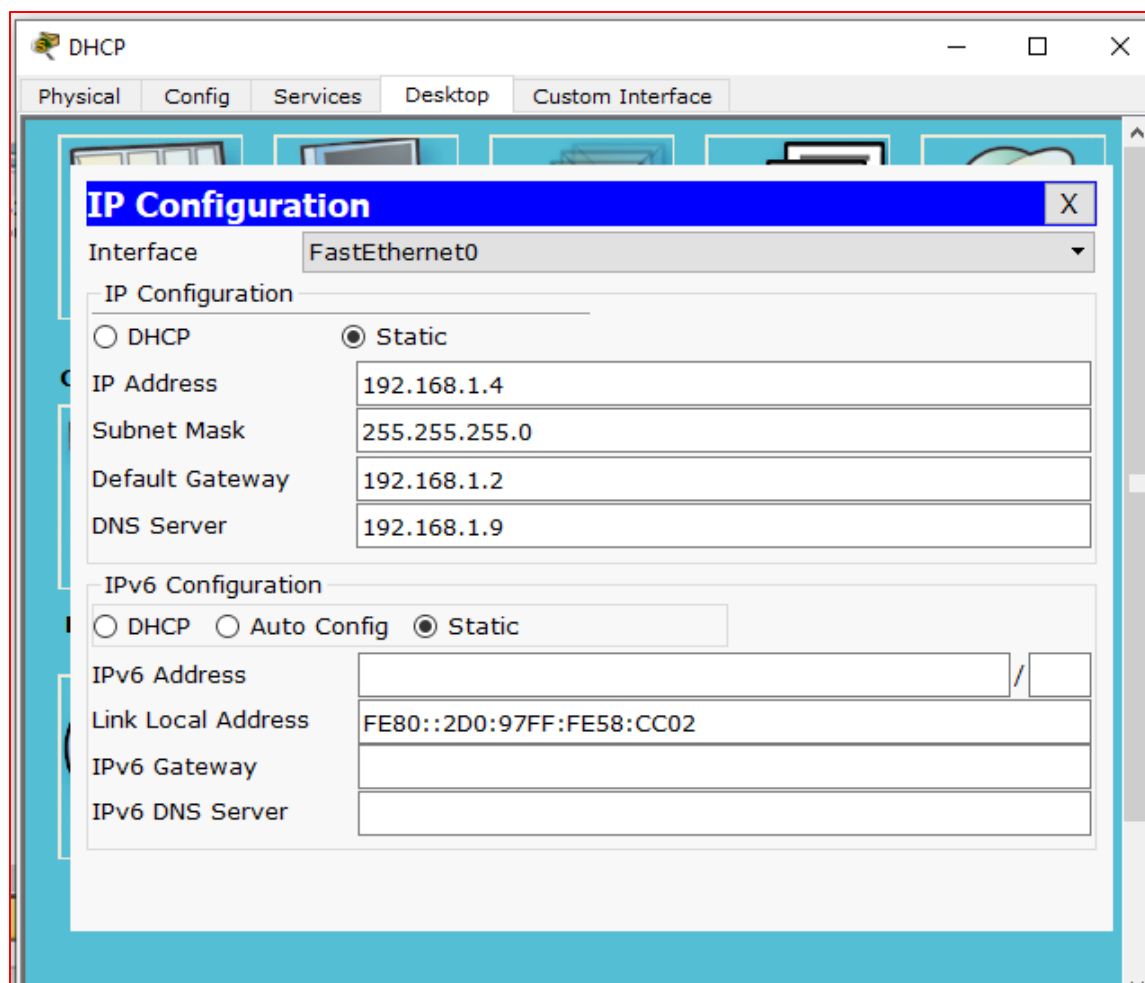 DHCP
Physical Config Services Desktop Custom Interface
IP Configuration X
Interface FastEthernet0
IP Configuration
DHCP Static
IP Address 192.168.1.4
Subnet Mask 255.255.255.0
Default Gateway 192.168.1.2
DNS Server 192.168.1.9
IPv6 Configuration
DHCP Auto Config Static
IPv6 Address /
Link Local Address FE80::2D0:97FF:FE58:CC02
IPv6 Gateway
IPv6 DNS Server